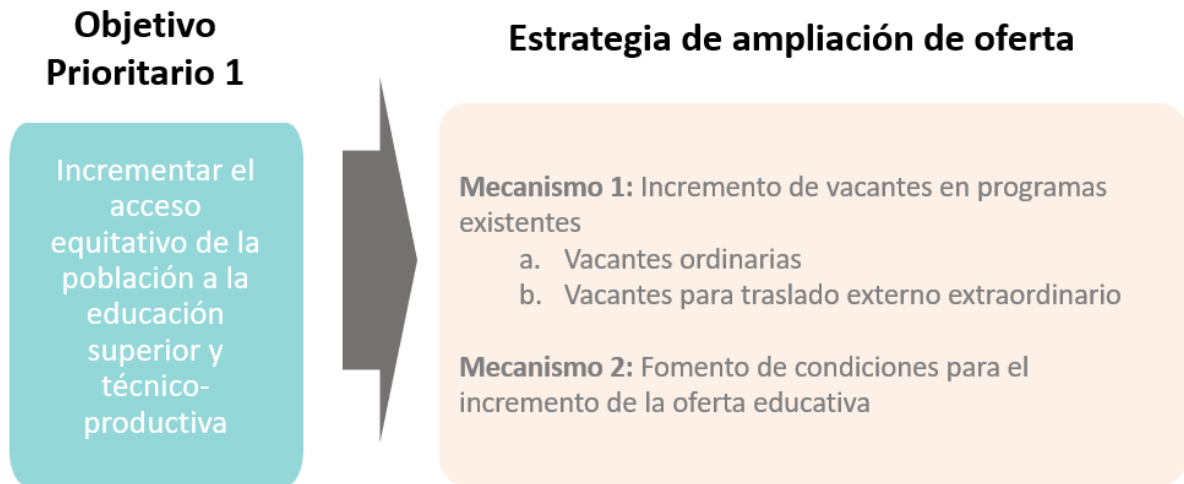 Objetivo
Prioritario 1
Incrementar el
acceso
equitativo de la
población a la
educación
superior y
técnico-
productiva
Estrategia de ampliación de oferta
Mecanismo 1: Incremento de vacantes en programas
existentes
a. Vacantes ordinarias
b. Vacantes para traslado externo extraordinario
Mecanismo 2: Fomento de condiciones para el
incremento de la oferta educativa